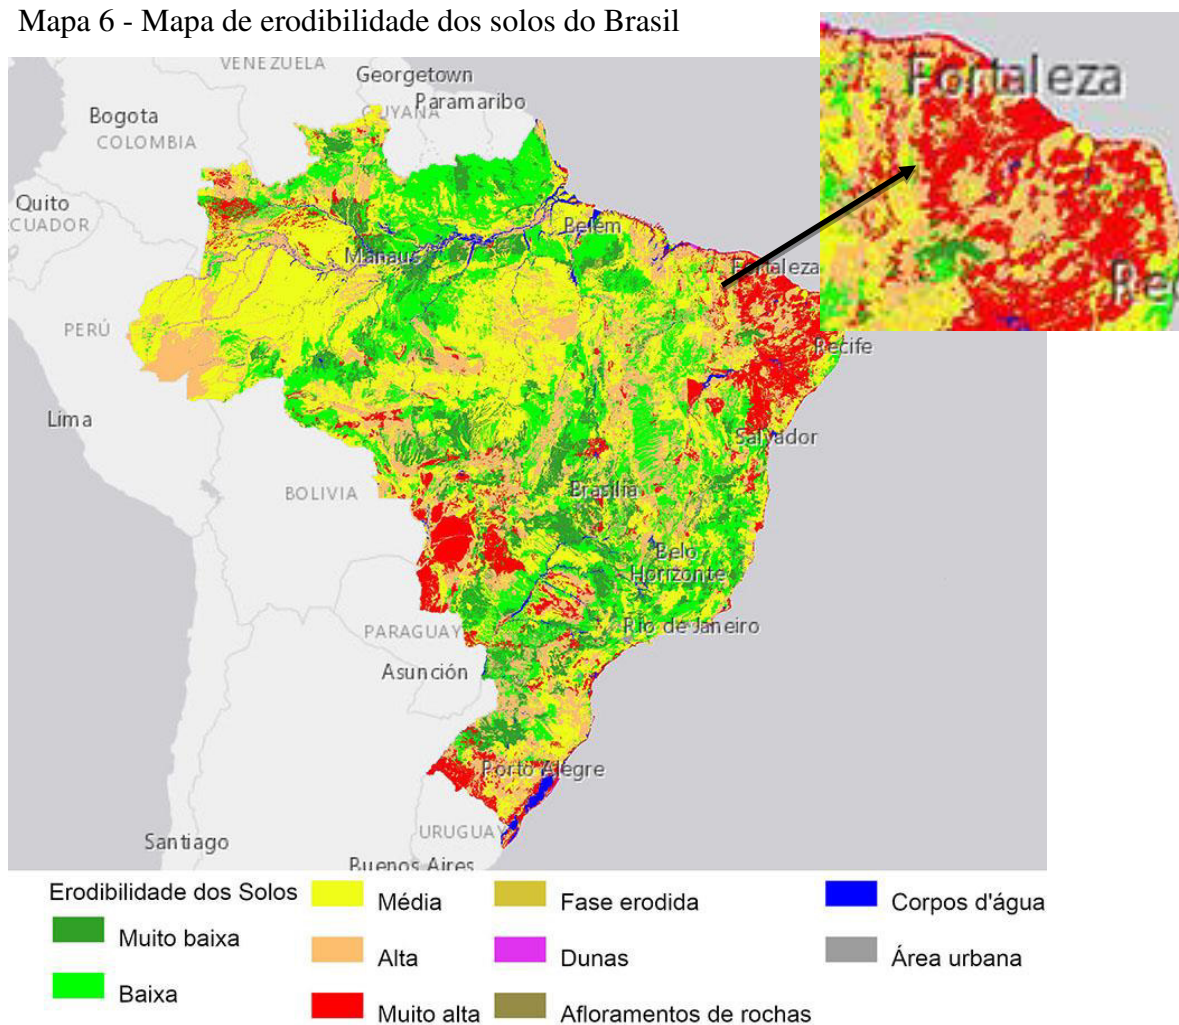 Mapa 6 - Mapa de erodibilidade dos solos do Brasil
Fortaleza
Rec
VENEZUELA
Georgetown
Paramaribo
GUYANA
Bogota
COLOMBIA
Quito
ECUADOR
Belém
Manaus
Fortaleza
PERÚ
Recife
Lima
Salvador
BOLIVIA
Brasília
Belo
Horizonte
PARAGUAY
Rio de Janeiro
Asunción
Porto Alegre
URUGUAY
Santiago
Buenos Aires
Erodibilidade dos Solos
Muito baixa
Baixa
Média
Alta
Muito alta
Fase erodida
Dunas
Afloramentos de rochas
Corpos d'água
Área urbana